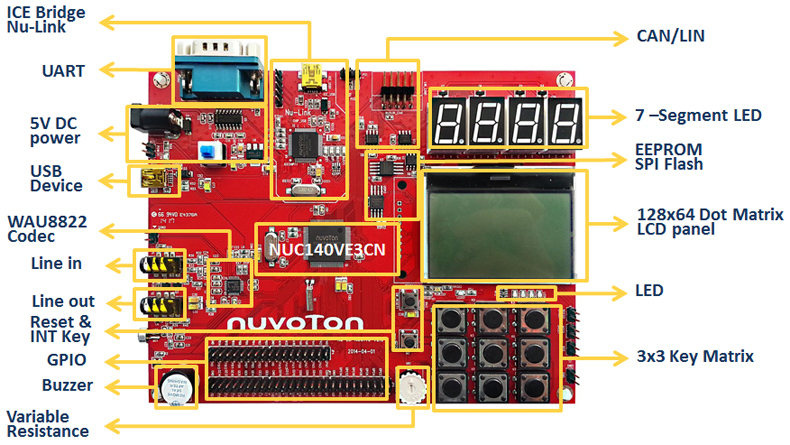 ICE Bridge
Nu-Link
UART
5V DC
power
USB
Device
WAU8822
Codec
Line in
Line out
Reset &
INT Key
GPIO
Buzzer
Variable
Resistance
CAN/LIN
7 –Segment LED
EEPROM
SPI Flash
128x64 Dot Matrix
LCD panel
LED
3x3 Key Matrix
Nu-Link
nuvoTon
NUC140VE3CN
nuvoTon
2014-04-01